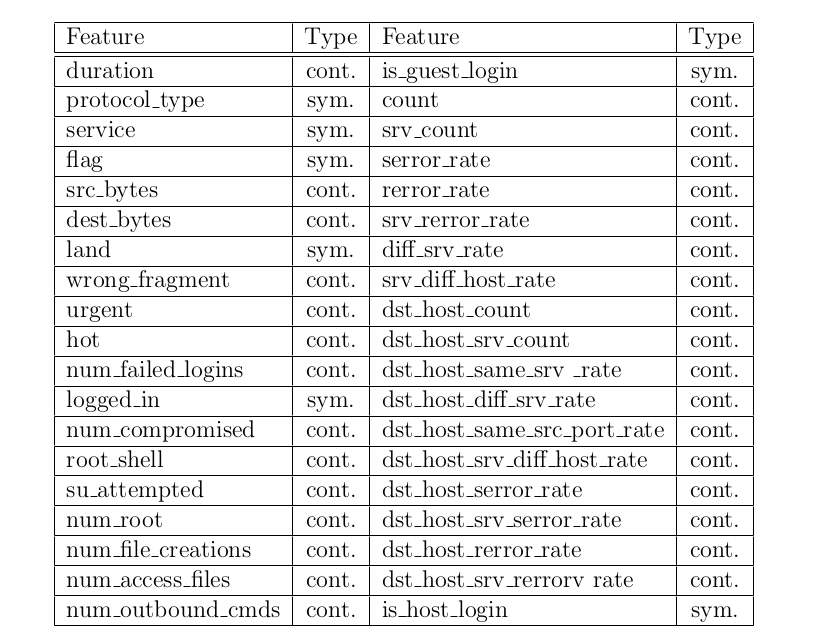 Feature Type Feature Type
duration cont. is_guest_login sym.
protocol_type sym. count cont.
service sym. srv_count cont.
flag sym. serror_rate cont.
src_bytes cont. rerror_rate cont.
dest_bytes cont. srv_rerror_rate cont.
land sym. diff_srv_rate cont.
wrong_fragment cont. srv_diff_host_rate cont.
urgent cont. dst_host_count cont.
hot cont. dst_host_srv_count cont.
num_failed_logins cont. dst_host_same_srv _rate cont.
logged_in sym. dst_host_diff_srv_rate cont.
num_compromised cont. dst_host_same_src_port_rate cont.
root_shell cont. dst_host_srv_diff_host_rate cont.
su_attempted cont. dst_host_serror_rate cont.
num_root cont. dst_host_srv_serror_rate cont.
num_file_creations cont. dst_host_rerror_rate cont.
num_access_files cont. dst_host_srv_rerrorv rate cont.
num_outbound_cmds cont. is_host_login sym.